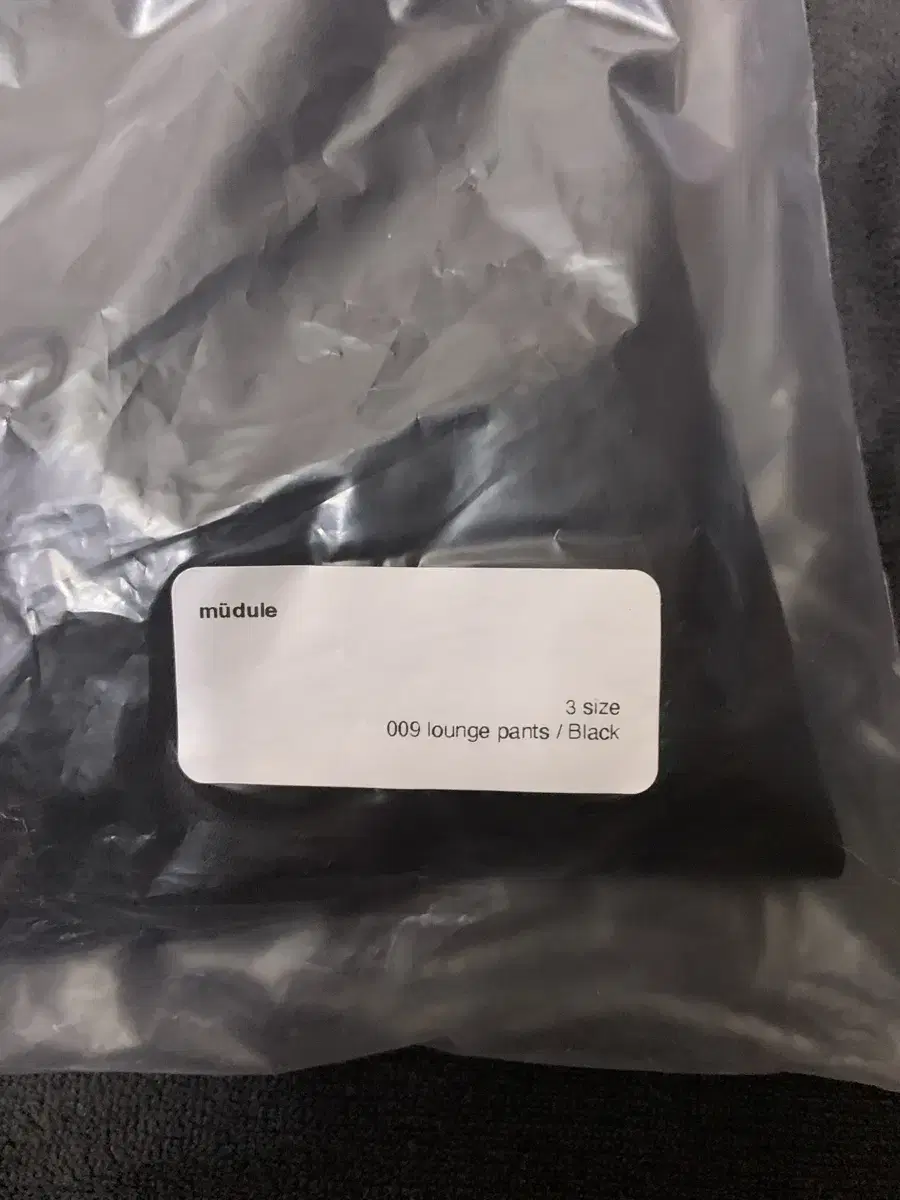 müdule
3 size
009 lounge pants / Black